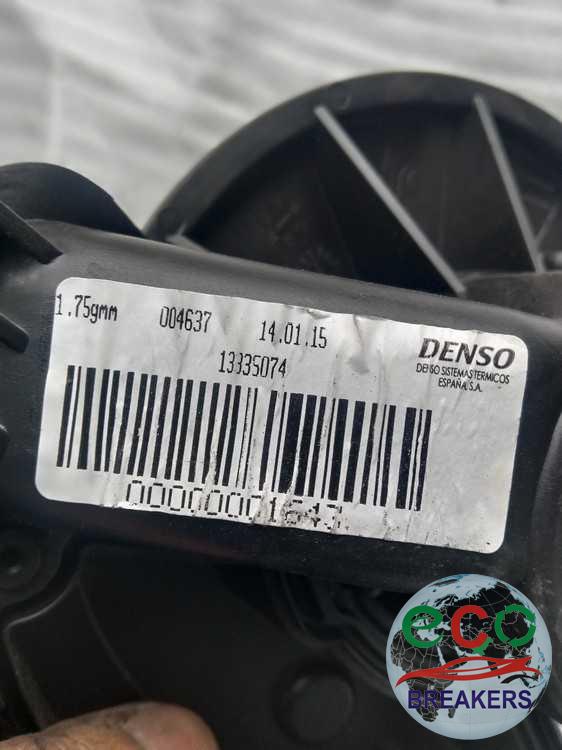 1.75gmm 004637 14.01.15
13335074
DENSO
DENSO SISTEMAS TERMICOS
ESPAÑA, S.A.
eco
BREAKERS